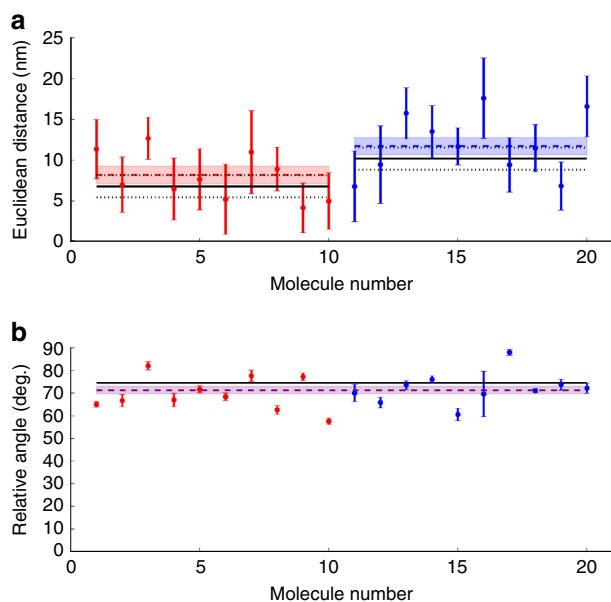 a
Euclidean distance (nm)
25
20
15
10
5
0
0 5 10 15 20
Molecule number
b
Relative angle (deg.)
90
80
70
60
50
40
30
20
10
0
0 5 10 15 20
Molecule number